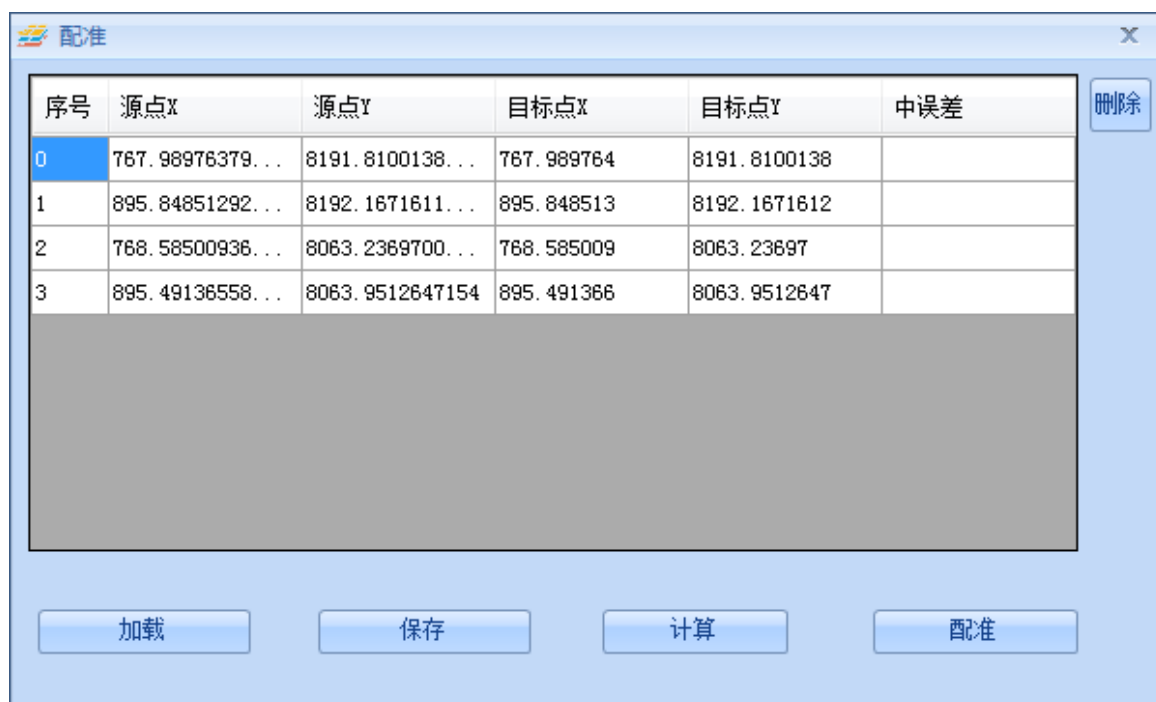 配准
序号 源点X 源点Y 目标点X 目标点Y 中误差
删除
0 767.98976379... 8191.8100138... 767.989764 8191.8100138
1 895.84851292... 8192.1671611... 895.848513 8192.1671612
2 768.58500936... 8063.2369700... 768.585009 8063.23697
3 895.49136558... 8063.9512647154 895.491366 8063.9512647
加载 保存 计算 配准